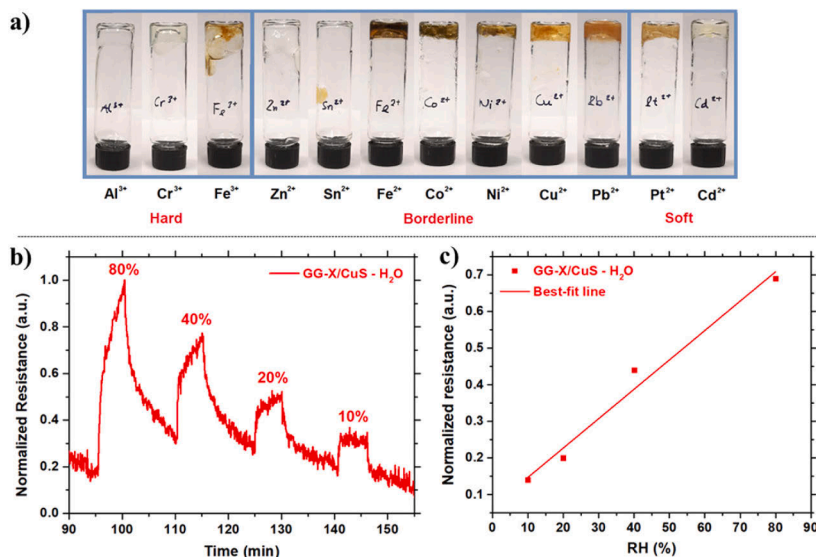 a)
Al³⁺ Cr³⁺ Fe³⁺ Zn²⁺ Sn²⁺ Fe²⁺ Co²⁺ Ni²⁺ Cu²⁺ Pb²⁺ Pt²⁺ Cd²⁺
Al³⁺ Cr³⁺ Fe³⁺ Zn²⁺ Sn²⁺ Fe²⁺ Co²⁺ Ni²⁺ Cu²⁺ Pb²⁺ Pt²⁺ Cd²⁺
Hard Borderline Soft
b)
GG-X/CuS - H₂O
80%
40%
20%
10%
Normalized Resistance (a.u.)
1.0
0.8
0.6
0.4
0.2
0.0
90 100 110 120 130 140 150
Time (min)
c)
GG-X/CuS - H₂O
Best-fit line
Normalized resistance (a.u.)
0.7
0.6
0.5
0.4
0.3
0.2
0.1
0 10 20 30 40 50 60 70 80 90
RH (%)